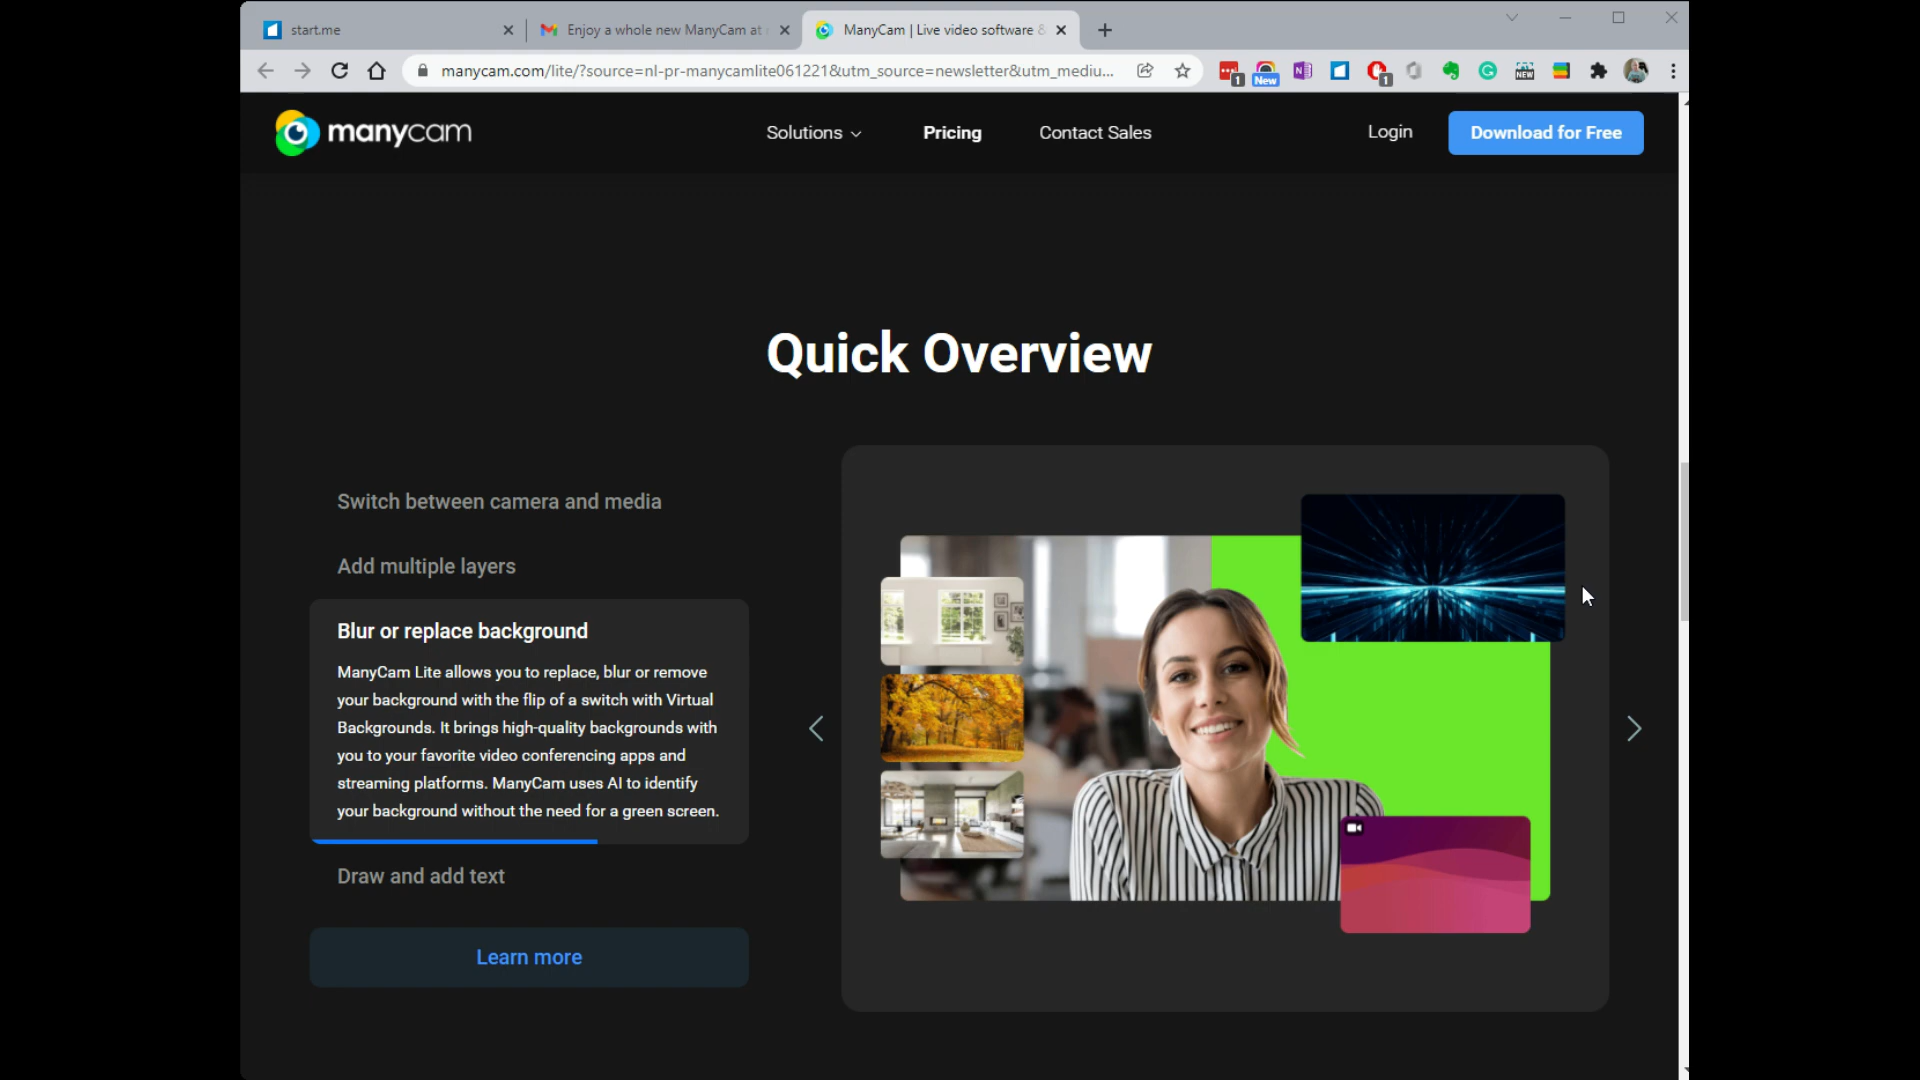 start.me
Enjoy a whole new ManyCam at
ManyCam | Live video software &
manycam.com/lite/?source=nl-pr-manycamlite061221&utm_source=newsletter&utm_mediu...
1
New
1
NEW
manycam
Solutions
Pricing
Contact Sales
Login
Download for Free
Quick Overview
Switch between camera and media
Add multiple layers
Blur or replace background
ManyCam Lite allows you to replace, blur or remove
your background with the flip of a switch with Virtual
Backgrounds. It brings high-quality backgrounds with
you to your favorite video conferencing apps and
streaming platforms. ManyCam uses AI to identify
your background without the need for a green screen.
Draw and add text
Learn more